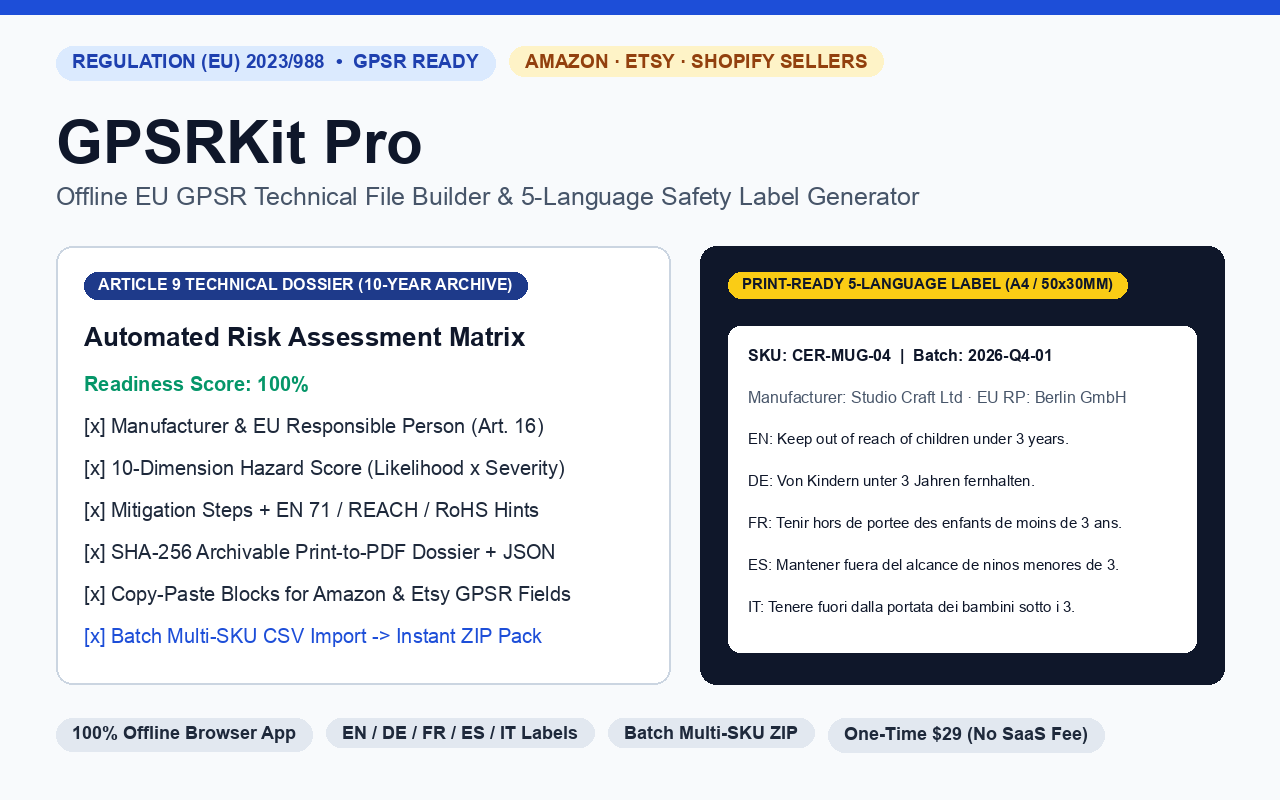 REGULATION (EU) 2023/988 • GPSR READY
AMAZON · ETSY · SHOPIFY SELLERS
GPSRKit Pro
Offline EU GPSR Technical File Builder & 5-Language Safety Label Generator
ARTICLE 9 TECHNICAL DOSSIER (10-YEAR ARCHIVE)
Automated Risk Assessment Matrix
Readiness Score: 100%
[x] Manufacturer & EU Responsible Person (Art. 16)
[x] 10-Dimension Hazard Score (Likelihood x Severity)
[x] Mitigation Steps + EN 71 / REACH / RoHS Hints
[x] SHA-256 Archivable Print-to-PDF Dossier + JSON
[x] Copy-Paste Blocks for Amazon & Etsy GPSR Fields
[x] Batch Multi-SKU CSV Import -> Instant ZIP Pack
PRINT-READY 5-LANGUAGE LABEL (A4 / 50x30MM)
SKU: CER-MUG-04 | Batch: 2026-Q4-01
Manufacturer: Studio Craft Ltd · EU RP: Berlin GmbH
EN: Keep out of reach of children under 3 years.
DE: Von Kindern unter 3 Jahren fernhalten.
FR: Tenir hors de portee des enfants de moins de 3 ans.
ES: Mantener fuera del alcance de ninos menores de 3.
IT: Tenere fuori dalla portata dei bambini sotto i 3.
100% Offline Browser App
EN / DE / FR / ES / IT Labels
Batch Multi-SKU ZIP
One-Time $29 (No SaaS Fee)